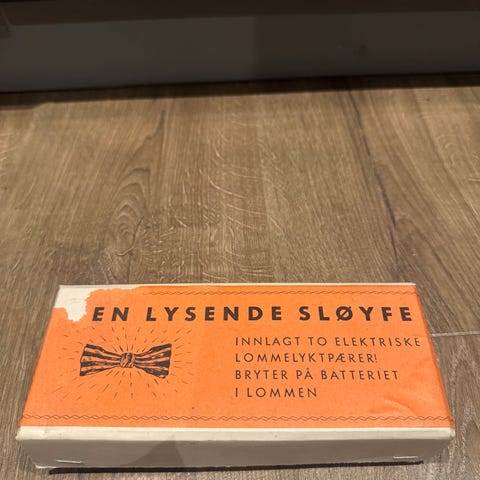 EN LYSENDE SLØYFE
INNLAGT TO ELEKTRISKE
LOMMELYKTPÆRER!
BRYTER PÅ BATTERIET
I LOMMEN